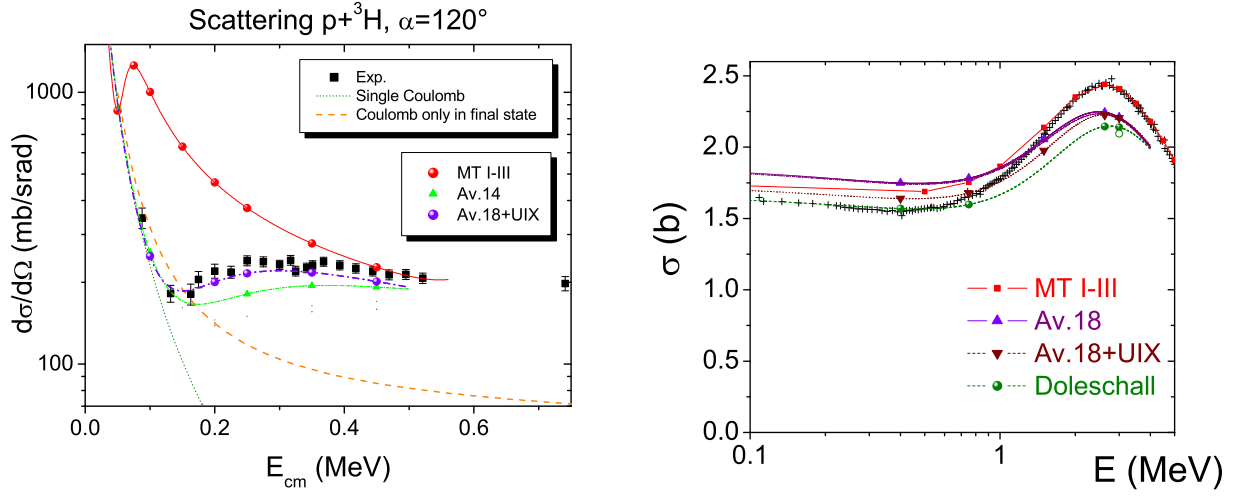 Scattering p+³H, α=120°
dσ/dΩ (mb/srad)
1000
100
Exp.
Single Coulomb
Coulomb only in final state
MT I-III
Av.14
Av.18+UIX
0.0 0.2 0.4 0.6
E_cm (MeV)
σ (b)
2.5
2.0
1.5
1.0
0.5
0.0
MT I-III
Av.18
Av.18+UIX
Doleschall
0.1 1
E (MeV)